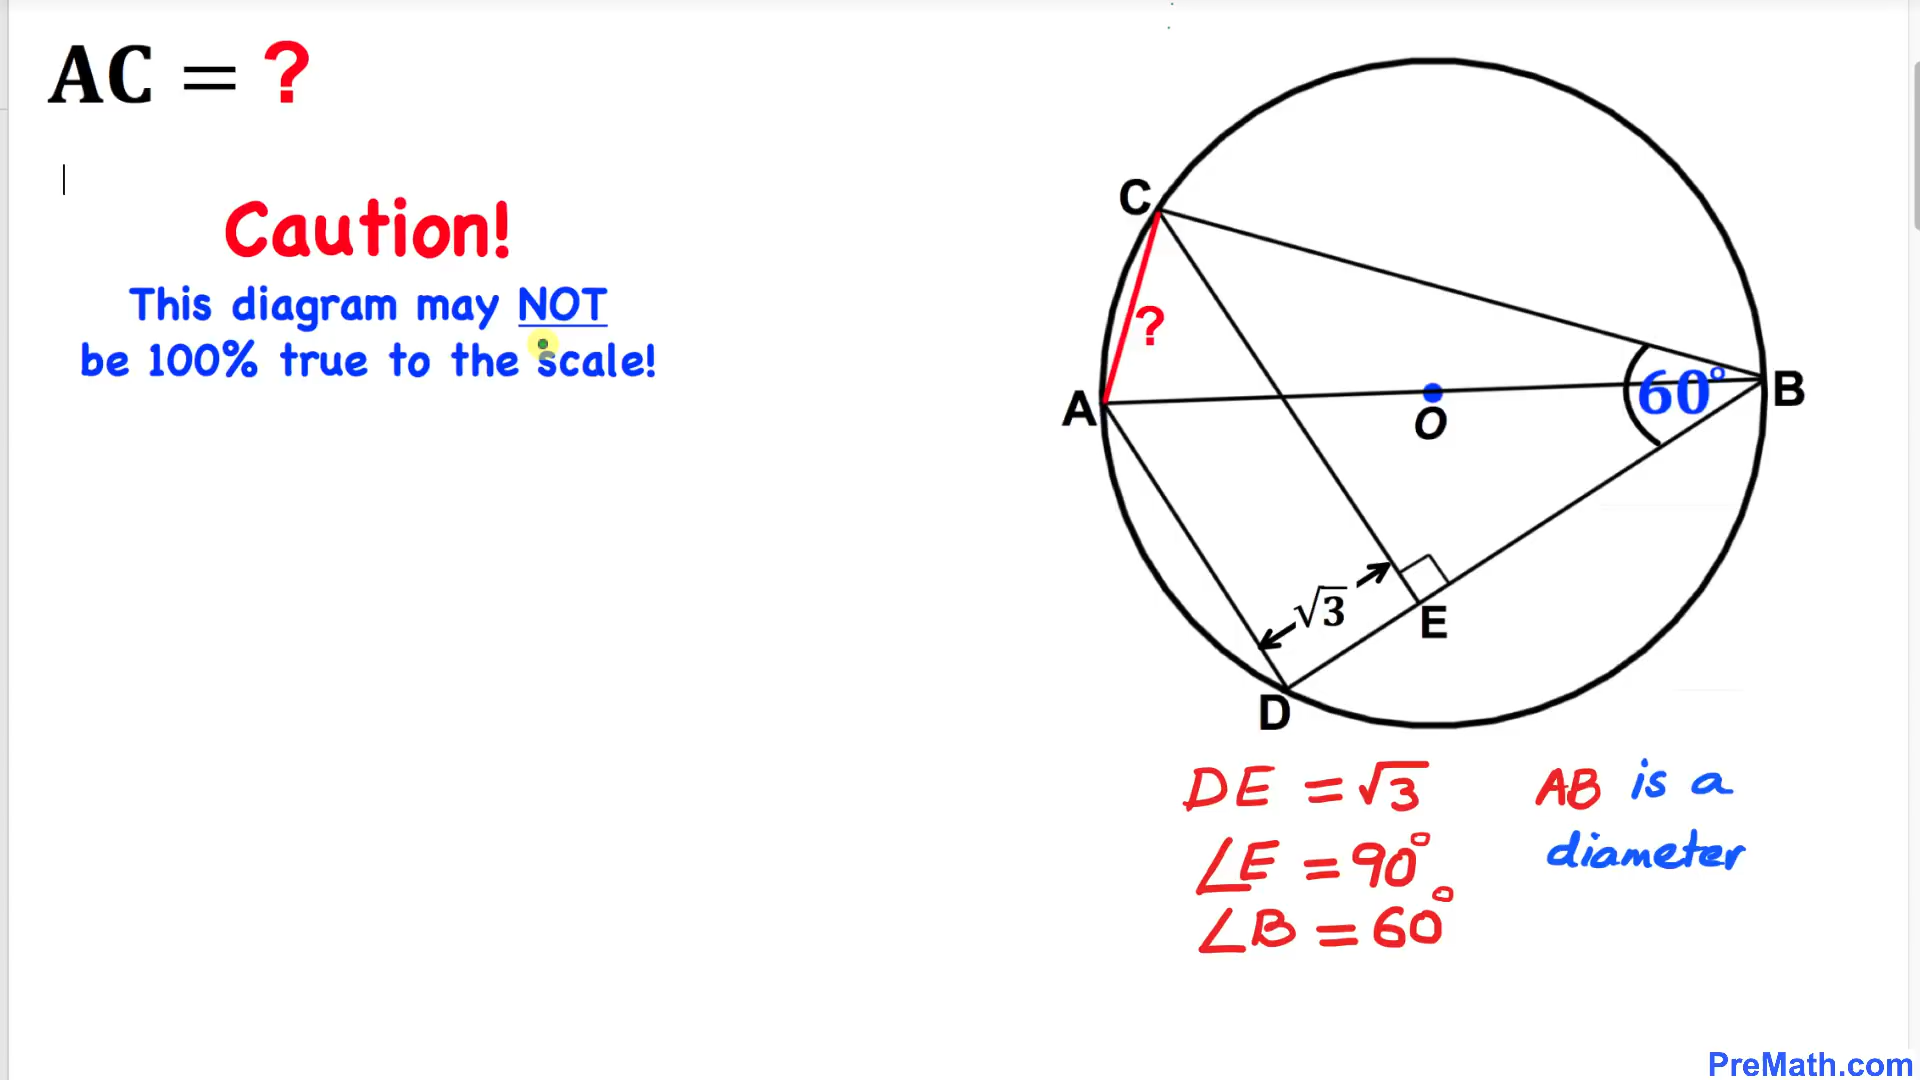 AC = ?
Caution!
This diagram may NOT
be 100% true to the scale!
C
?
A
O
60°
B
√3
E
D
DE = √3
∠E = 90°
∠B = 60°
AB is a
diameter
PreMath.com